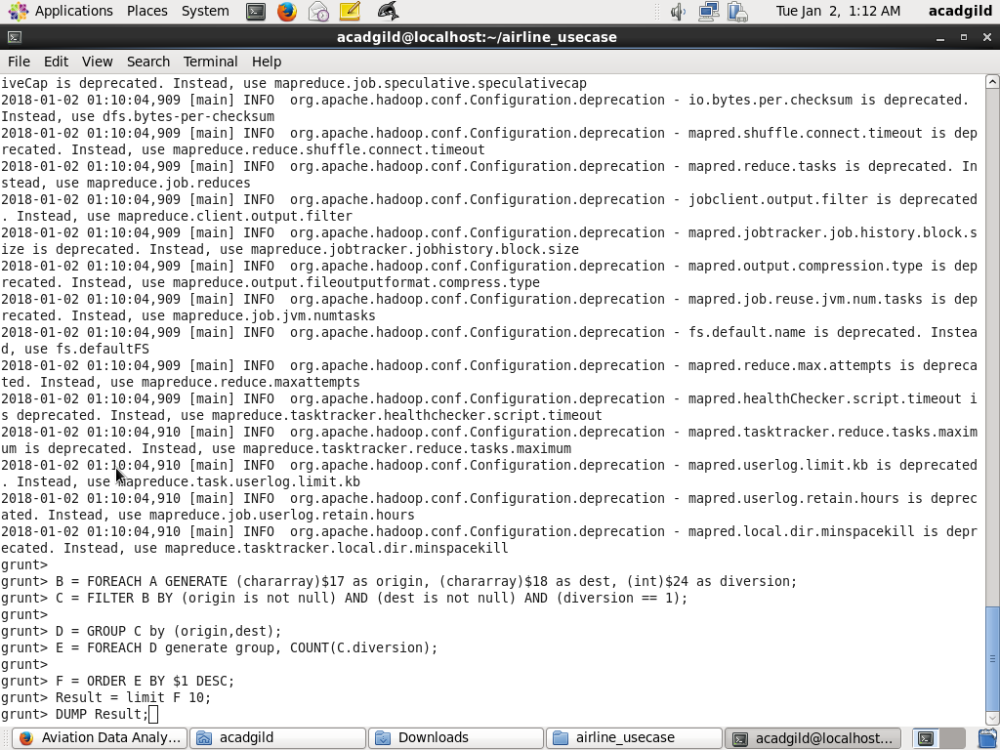 Applications Places System Tue Jan 2, 1:12 AM acadgild
acadgild@localhost:~/airline_usecase
File Edit View Search Terminal Help
iveCap is deprecated. Instead, use mapreduce.job.speculative.speculativecap
2018-01-02 01:10:04,909 [main] INFO  org.apache.hadoop.conf.Configuration.deprecation - io.bytes.per.checksum is deprecated.
Instead, use dfs.bytes-per-checksum
2018-01-02 01:10:04,909 [main] INFO  org.apache.hadoop.conf.Configuration.deprecation - mapred.shuffle.connect.timeout is dep
recated. Instead, use mapreduce.reduce.shuffle.connect.timeout
2018-01-02 01:10:04,909 [main] INFO  org.apache.hadoop.conf.Configuration.deprecation - mapred.reduce.tasks is deprecated. In
stead, use mapreduce.job.reduces
2018-01-02 01:10:04,909 [main] INFO  org.apache.hadoop.conf.Configuration.deprecation - jobclient.output.filter is deprecated
. Instead, use mapreduce.client.output.filter
2018-01-02 01:10:04,909 [main] INFO  org.apache.hadoop.conf.Configuration.deprecation - mapred.jobtracker.job.history.block.s
ize is deprecated. Instead, use mapreduce.jobtracker.jobhistory.block.size
2018-01-02 01:10:04,909 [main] INFO  org.apache.hadoop.conf.Configuration.deprecation - mapred.output.compression.type is dep
recated. Instead, use mapreduce.output.fileoutputformat.compress.type
2018-01-02 01:10:04,909 [main] INFO  org.apache.hadoop.conf.Configuration.deprecation - mapred.job.reuse.jvm.num.tasks is dep
recated. Instead, use mapreduce.job.jvm.numtasks
2018-01-02 01:10:04,909 [main] INFO  org.apache.hadoop.conf.Configuration.deprecation - fs.default.name is deprecated. Instea
d, use fs.defaultFS
2018-01-02 01:10:04,909 [main] INFO  org.apache.hadoop.conf.Configuration.deprecation - mapred.reduce.max.attempts is depreca
ted. Instead, use mapreduce.reduce.maxattempts
2018-01-02 01:10:04,909 [main] INFO  org.apache.hadoop.conf.Configuration.deprecation - mapred.healthChecker.script.timeout i
s deprecated. Instead, use mapreduce.tasktracker.healthchecker.script.timeout
2018-01-02 01:10:04,910 [main] INFO  org.apache.hadoop.conf.Configuration.deprecation - mapred.tasktracker.reduce.tasks.maxim
um is deprecated. Instead, use mapreduce.tasktracker.reduce.tasks.maximum
2018-01-02 01:10:04,910 [main] INFO  org.apache.hadoop.conf.Configuration.deprecation - mapred.userlog.limit.kb is deprecated
. Instead, use mapreduce.task.userlog.limit.kb
2018-01-02 01:10:04,910 [main] INFO  org.apache.hadoop.conf.Configuration.deprecation - mapred.userlog.retain.hours is deprec
ated. Instead, use mapreduce.job.userlog.retain.hours
2018-01-02 01:10:04,910 [main] INFO  org.apache.hadoop.conf.Configuration.deprecation - mapred.local.dir.minspacekill is depr
ecated. Instead, use mapreduce.tasktracker.local.dir.minspacekill
grunt>
grunt> B = FOREACH A GENERATE (chararray)$17 as origin, (chararray)$18 as dest, (int)$24 as diversion;
grunt> C = FILTER B BY (origin is not null) AND (dest is not null) AND (diversion == 1);
grunt>
grunt> D = GROUP C by (origin,dest);
grunt> E = FOREACH D generate group, COUNT(C.diversion);
grunt>
grunt> F = ORDER E BY $1 DESC;
grunt> Result = limit F 10;
grunt> DUMP Result;
Aviation Data Analy... acadgild Downloads airline_usecase acadgild@localhost...